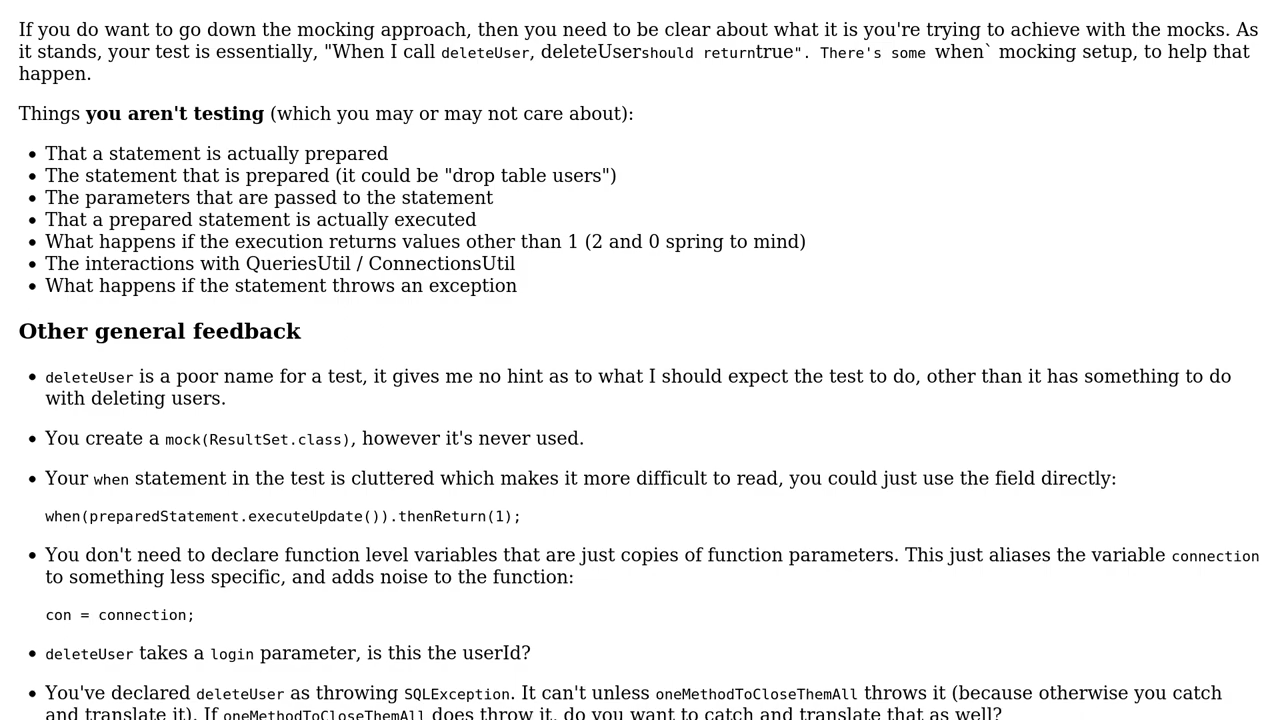 If you do want to go down the mocking approach, then you need to be clear about what it is you're trying to achieve with the mocks. As
it stands, your test is essentially, "When I call deleteUser, deleteUsershould returntrue". There's some when` mocking setup, to help that
happen.
Things you aren't testing (which you may or may not care about):
• That a statement is actually prepared
• The statement that is prepared (it could be "drop table users")
• The parameters that are passed to the statement
• That a prepared statement is actually executed
• What happens if the execution returns values other than 1 (2 and 0 spring to mind)
• The interactions with QueriesUtil / ConnectionsUtil
• What happens if the statement throws an exception
Other general feedback
• deleteUser is a poor name for a test, it gives me no hint as to what I should expect the test to do, other than it has something to do
with deleting users.
• You create a mock(ResultSet.class), however it's never used.
• Your when statement in the test is cluttered which makes it more difficult to read, you could just use the field directly:
when(preparedStatement.executeUpdate()).thenReturn(1);
• You don't need to declare function level variables that are just copies of function parameters. This just aliases the variable connection
to something less specific, and adds noise to the function:
con = connection;
• deleteUser takes a login parameter, is this the userId?
• You've declared deleteUser as throwing SQLException. It can't unless oneMethodToCloseThemAll throws it (because otherwise you catch
and translate it). If oneMethodToCloseThemAll does throw it, do you want to catch and translate that as well?